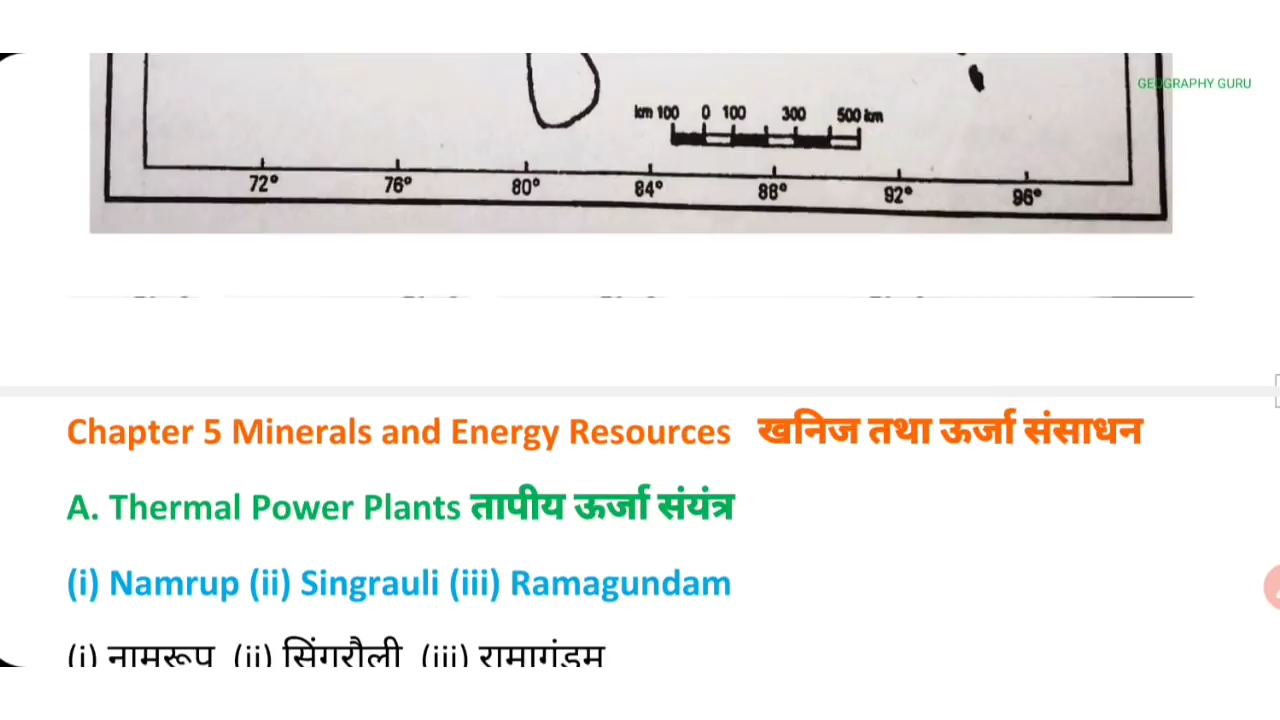 GEOGRAPHY GURU
km 100 0 100 300 500 km
72° 76° 80° 84° 88° 92° 96°
Chapter 5 Minerals and Energy Resources खनिज तथा ऊर्जा संसाधन
A. Thermal Power Plants तापीय ऊर्जा संयंत्र
(i) Namrup (ii) Singrauli (iii) Ramagundam
(i) नामरूप (ii) सिंगरौली (iii) रामागंडम